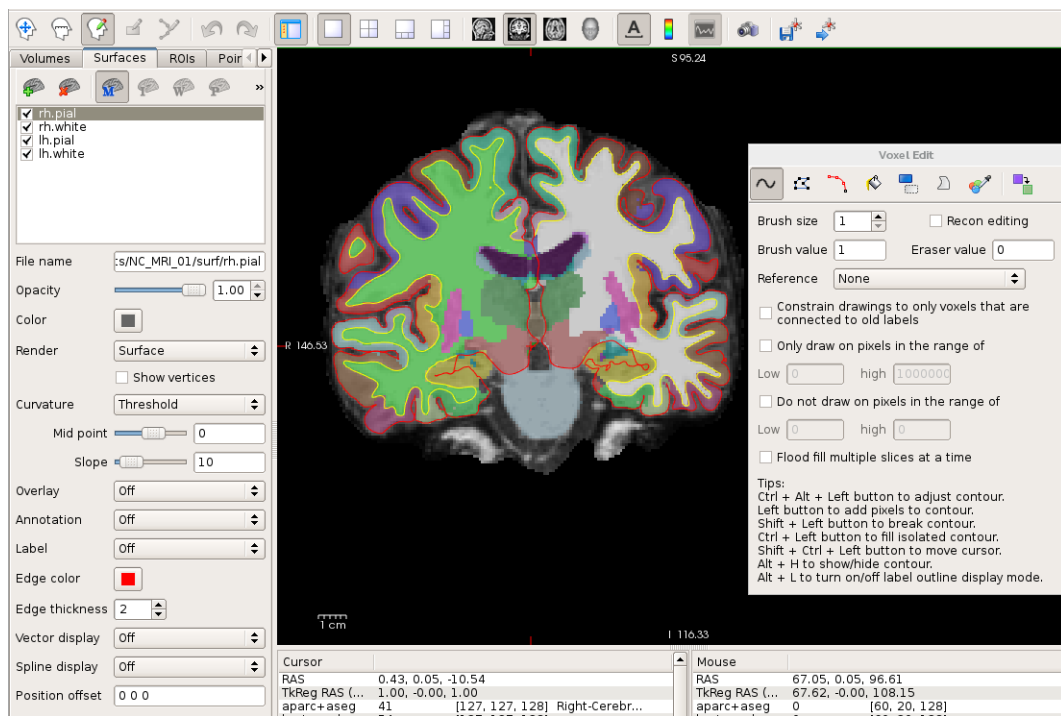 Volumes Surfaces ROIs Poin
»
rh.pial
rh.white
lh.pial
lh.white
File name :s/NC_MRI_01/surf/rh.pial
Opacity 1.00
Color
Render Surface
Show vertices
Curvature Threshold
Mid point 0
Slope 10
Overlay Off
Annotation Off
Label Off
Edge color
Edge thickness 2
Vector display Off
Spline display Off
Position offset 0 0 0
S 95.24
R 146.53
1 cm
I 116.33
Voxel Edit
Brush size 1 Recon editing
Brush value 1 Eraser value 0
Reference None
Constrain drawings to only voxels that are
connected to old labels
Only draw on pixels in the range of
Low 0 high 1000000
Do not draw on pixels in the range of
Low 0 high 0
Flood fill multiple slices at a time
Tips:
Ctrl + Alt + Left button to adjust contour.
Left button to add pixels to contour.
Shift + Left button to break contour.
Ctrl + Left button to fill isolated contour.
Shift + Ctrl + Left button to move cursor.
Alt + H to show/hide contour.
Alt + L to turn on/off label outline display mode.
Cursor
RAS 0.43, 0.05, -10.54
TkReg RAS (... 1.00, -0.00, 1.00
aparc+aseg 41 [127, 127, 128] Right-Cerebr...
Mouse
RAS 67.05, 0.05, 96.61
TkReg RAS (... 67.62, -0.00, 108.15
aparc+aseg 0 [60, 20, 128]